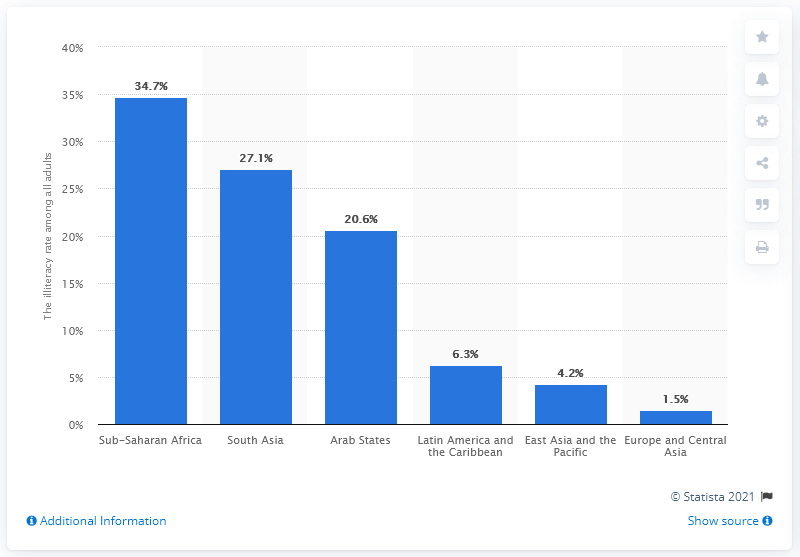 40%
35%
30%
25%
20%
15%
10%
5%
0%
The illiteracy rate among all adults
34.7%
27.1%
20.6%
6.3%
4.2%
1.5%
Sub-Saharan Africa
South Asia
Arab States
Latin America and
the Caribbean
East Asia and the
Pacific
Europe and Central
Asia
© Statista 2021
Additional Information
Show source